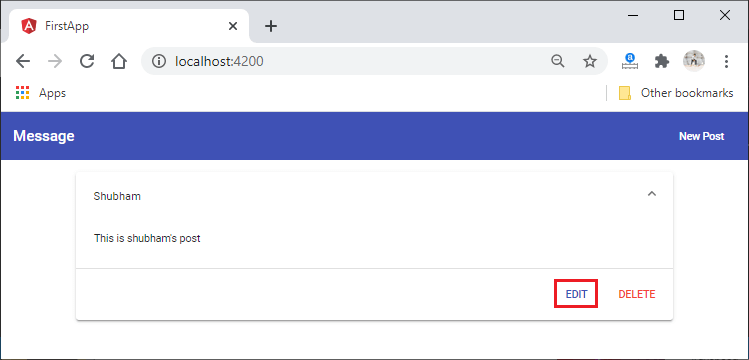 FirstApp
localhost:4200
Apps
Other bookmarks
Message
New Post
Shubham
This is shubham's post
EDIT
DELETE